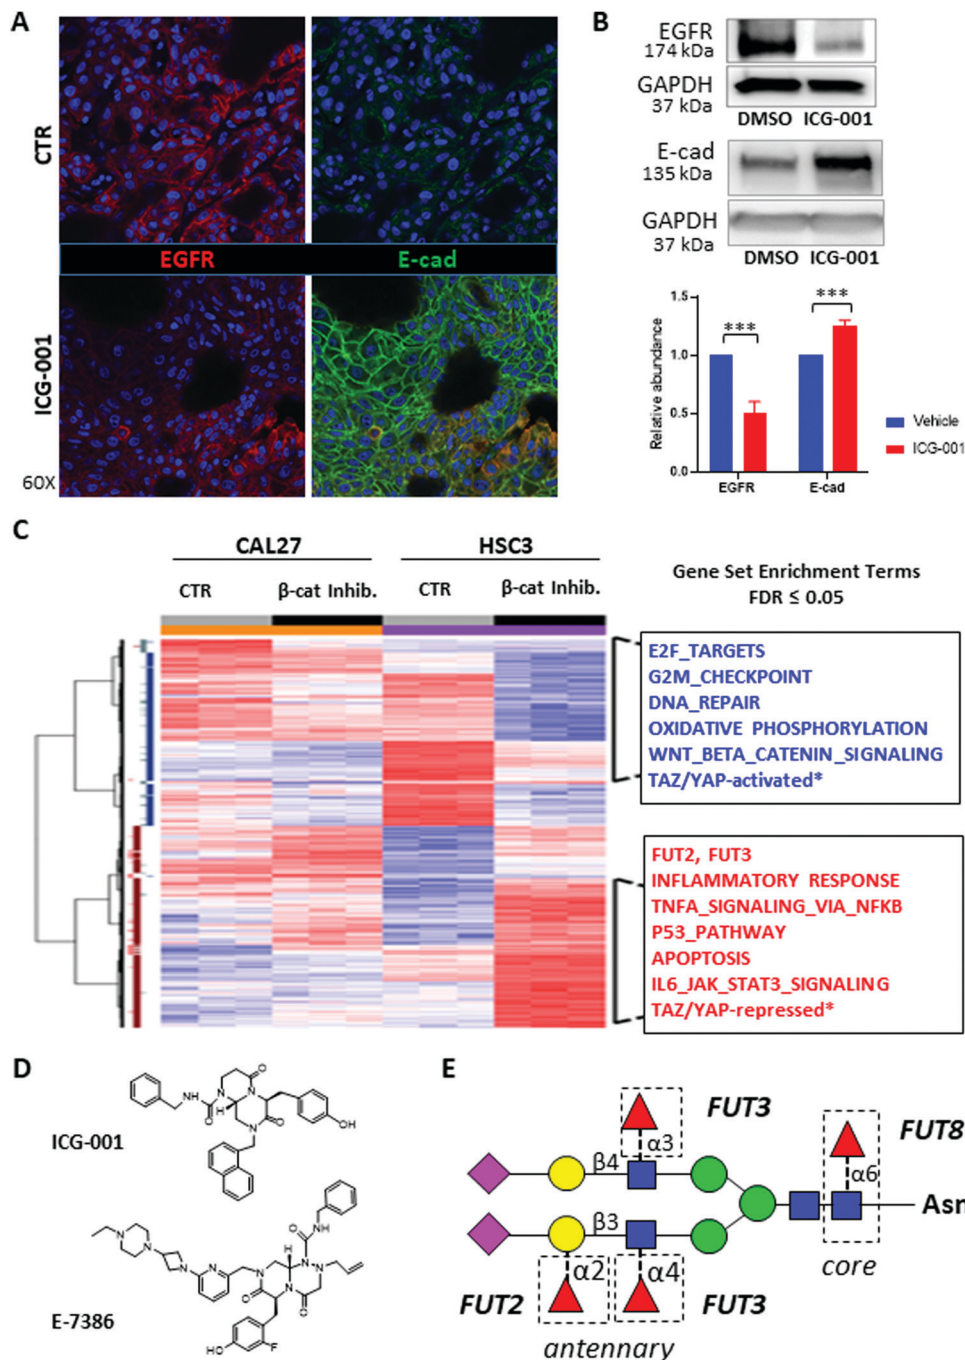 A
CTR
EGFR
E-cad
ICG-001
60X
B
EGFR
174 kDa
GAPDH
37 kDa
DMSO ICG-001
E-cad
135 kDa
GAPDH
37 kDa
DMSO ICG-001
1.5
1.0
0.5
0.0
Relative abundance
***
***
EGFR
E-cad
Vehicle
ICG-001
C
CAL27
HSC3
CTR
β-cat Inhib.
CTR
β-cat Inhib.
Gene Set Enrichment Terms
FDR ≤ 0.05
E2F_TARGETS
G2M_CHECKPOINT
DNA_REPAIR
OXIDATIVE PHOSPHORYLATION
WNT_BETA_CATENIN_SIGNALING
TAZ/YAP-activated*
FUT2, FUT3
INFLAMMATORY RESPONSE
TNFA_SIGNALING_VIA_NFKB
P53_PATHWAY
APOPTOSIS
IL6_JAK_STAT3_SIGNALING
TAZ/YAP-repressed*
D
ICG-001
E-7386
E
FUT3
FUT8
α3
β4
α6
Asn
β3
core
α2
α4
FUT2
FUT3
antennary